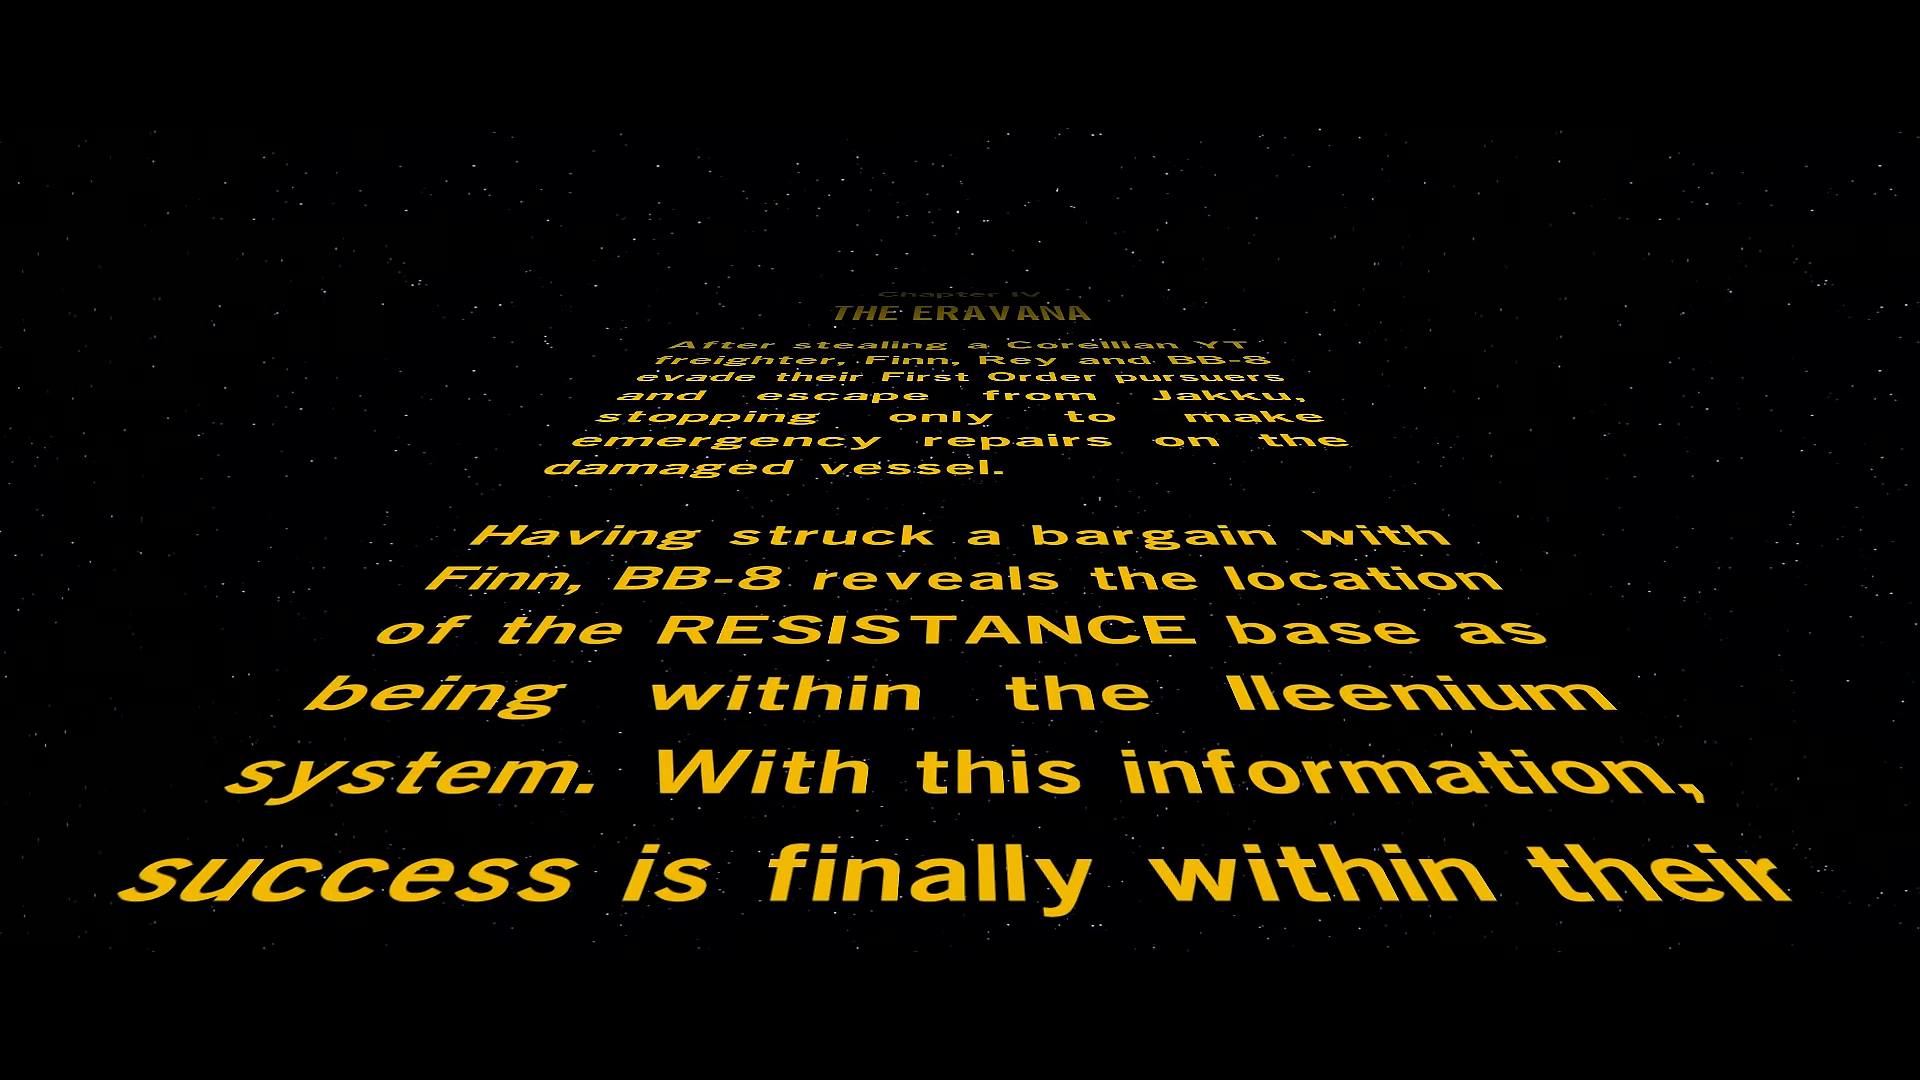 Chapter IV
THE ERAVANA
After stealing a Corellian YT
freighter, Finn, Rey and BB-8
evade their First Order pursuers
and escape from Jakku,
stopping only to make
emergency repairs on the
damaged vessel.
Having struck a bargain with
Finn, BB-8 reveals the location
of the RESISTANCE base as
being within the Ileenium
system. With this information,
success is finally within their